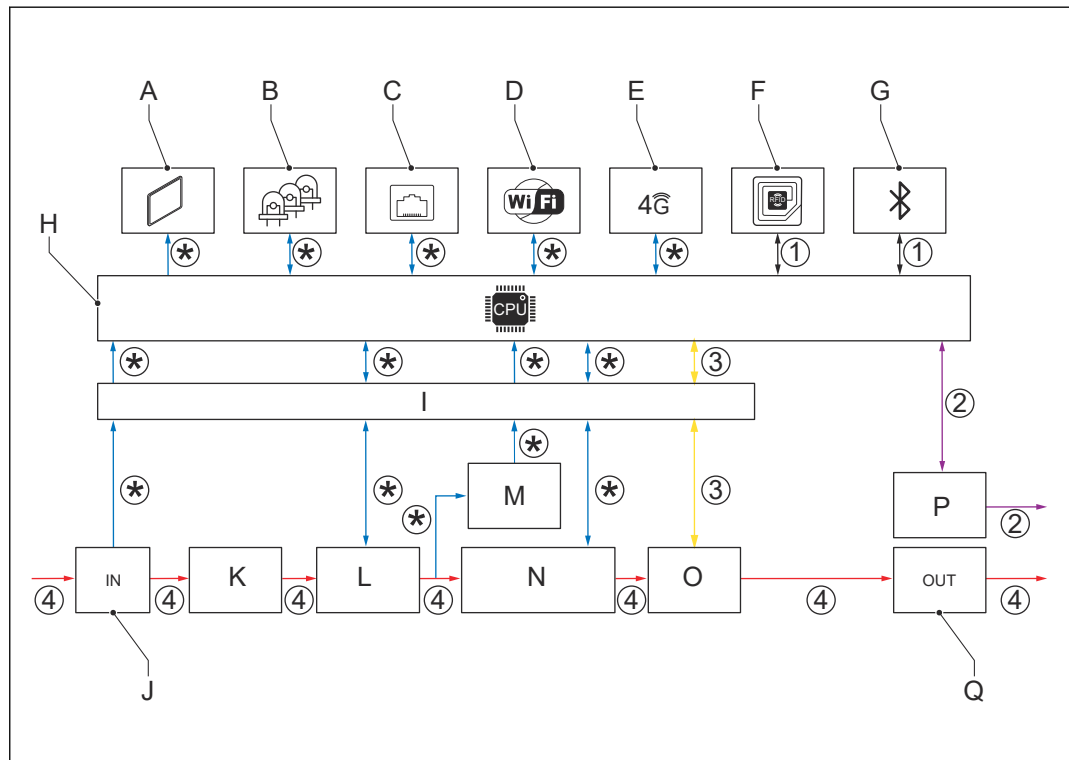 A B C D E F G
Wi Fi 4G RFID
H
* * * * * 1 1
CPU
* * * * 3
I
2
* * * * * 3
M
P
2
IN K L N O OUT
4 4 4 4 4 4 4
J Q